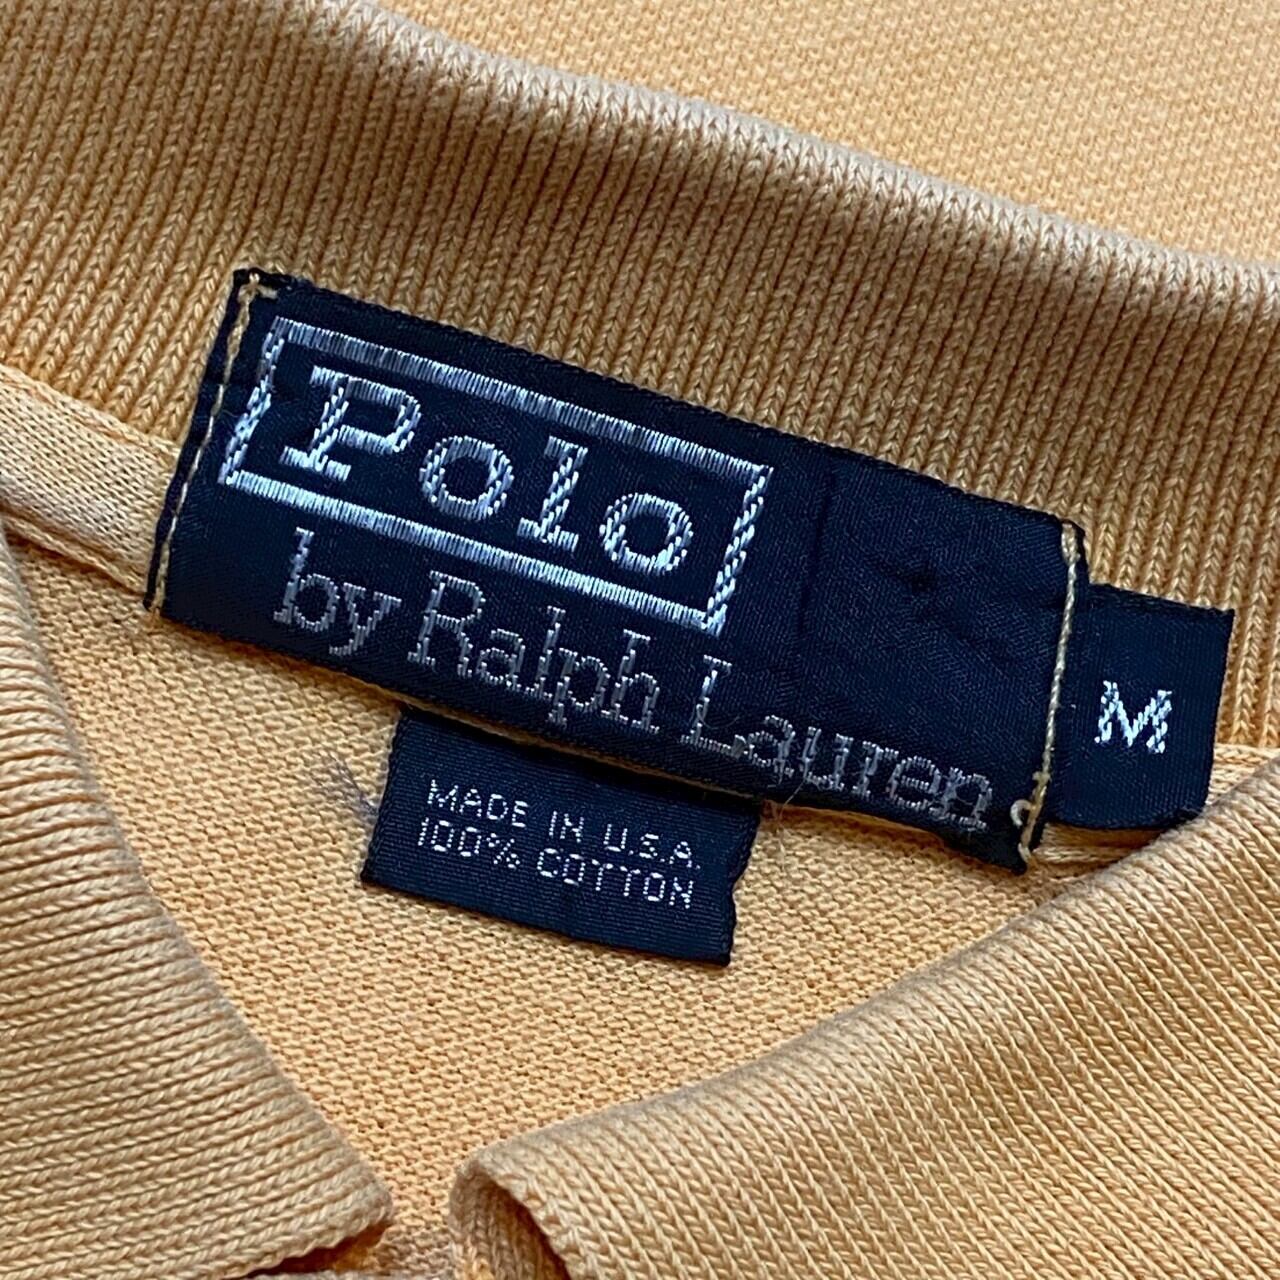 Polo
by Ralph Lauren
M
MADE IN U.S.A.
100% COTTON